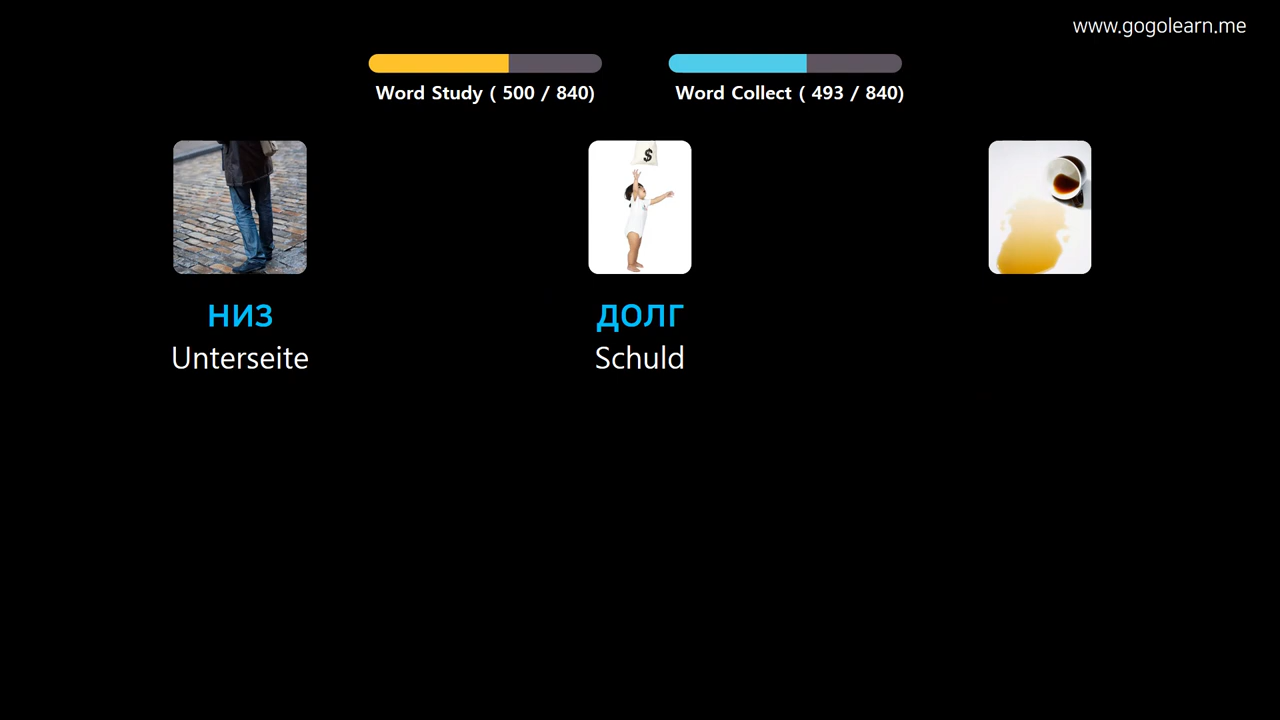 www.gogolearn.me
Word Study ( 500 / 840)
Word Collect ( 493 / 840)
$
низ
долг
Unterseite
Schuld